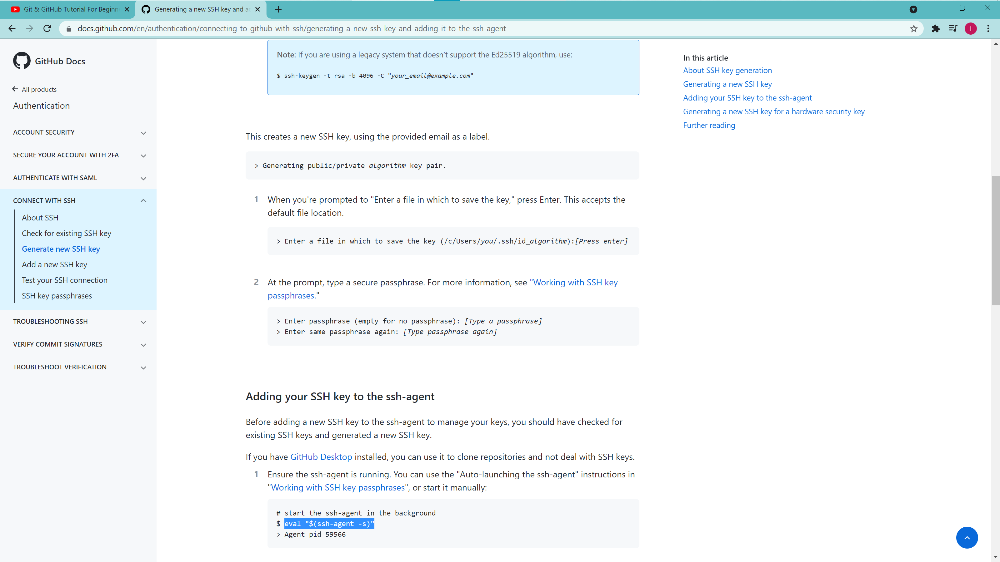 Git & GitHub Tutorial For Beginn
Generating a new SSH key and ac
docs.github.com/en/authentication/connecting-to-github-with-ssh/generating-a-new-ssh-key-and-adding-it-to-the-ssh-agent
I
GitHub Docs
All products
Authentication
ACCOUNT SECURITY
SECURE YOUR ACCOUNT WITH 2FA
AUTHENTICATE WITH SAML
CONNECT WITH SSH
About SSH
Check for existing SSH key
Generate new SSH key
Add a new SSH key
Test your SSH connection
SSH key passphrases
TROUBLESHOOTING SSH
VERIFY COMMIT SIGNATURES
TROUBLESHOOT VERIFICATION
Note: If you are using a legacy system that doesn't support the Ed25519 algorithm, use:
$ ssh-keygen -t rsa -b 4096 -C "your_email@example.com"
This creates a new SSH key, using the provided email as a label.
> Generating public/private algorithm key pair.
1 When you're prompted to "Enter a file in which to save the key," press Enter. This accepts the
default file location.
> Enter a file in which to save the key (/c/Users/you/.ssh/id_algorithm):[Press enter]
2 At the prompt, type a secure passphrase. For more information, see "Working with SSH key
passphrases."
> Enter passphrase (empty for no passphrase): [Type a passphrase]
> Enter same passphrase again: [Type passphrase again]
Adding your SSH key to the ssh-agent
Before adding a new SSH key to the ssh-agent to manage your keys, you should have checked for
existing SSH keys and generated a new SSH key.
If you have GitHub Desktop installed, you can use it to clone repositories and not deal with SSH keys.
1 Ensure the ssh-agent is running. You can use the "Auto-launching the ssh-agent" instructions in
"Working with SSH key passphrases", or start it manually:
# start the ssh-agent in the background
$ eval "$(ssh-agent -s)"
> Agent pid 59566
In this article
About SSH key generation
Generating a new SSH key
Adding your SSH key to the ssh-agent
Generating a new SSH key for a hardware security key
Further reading